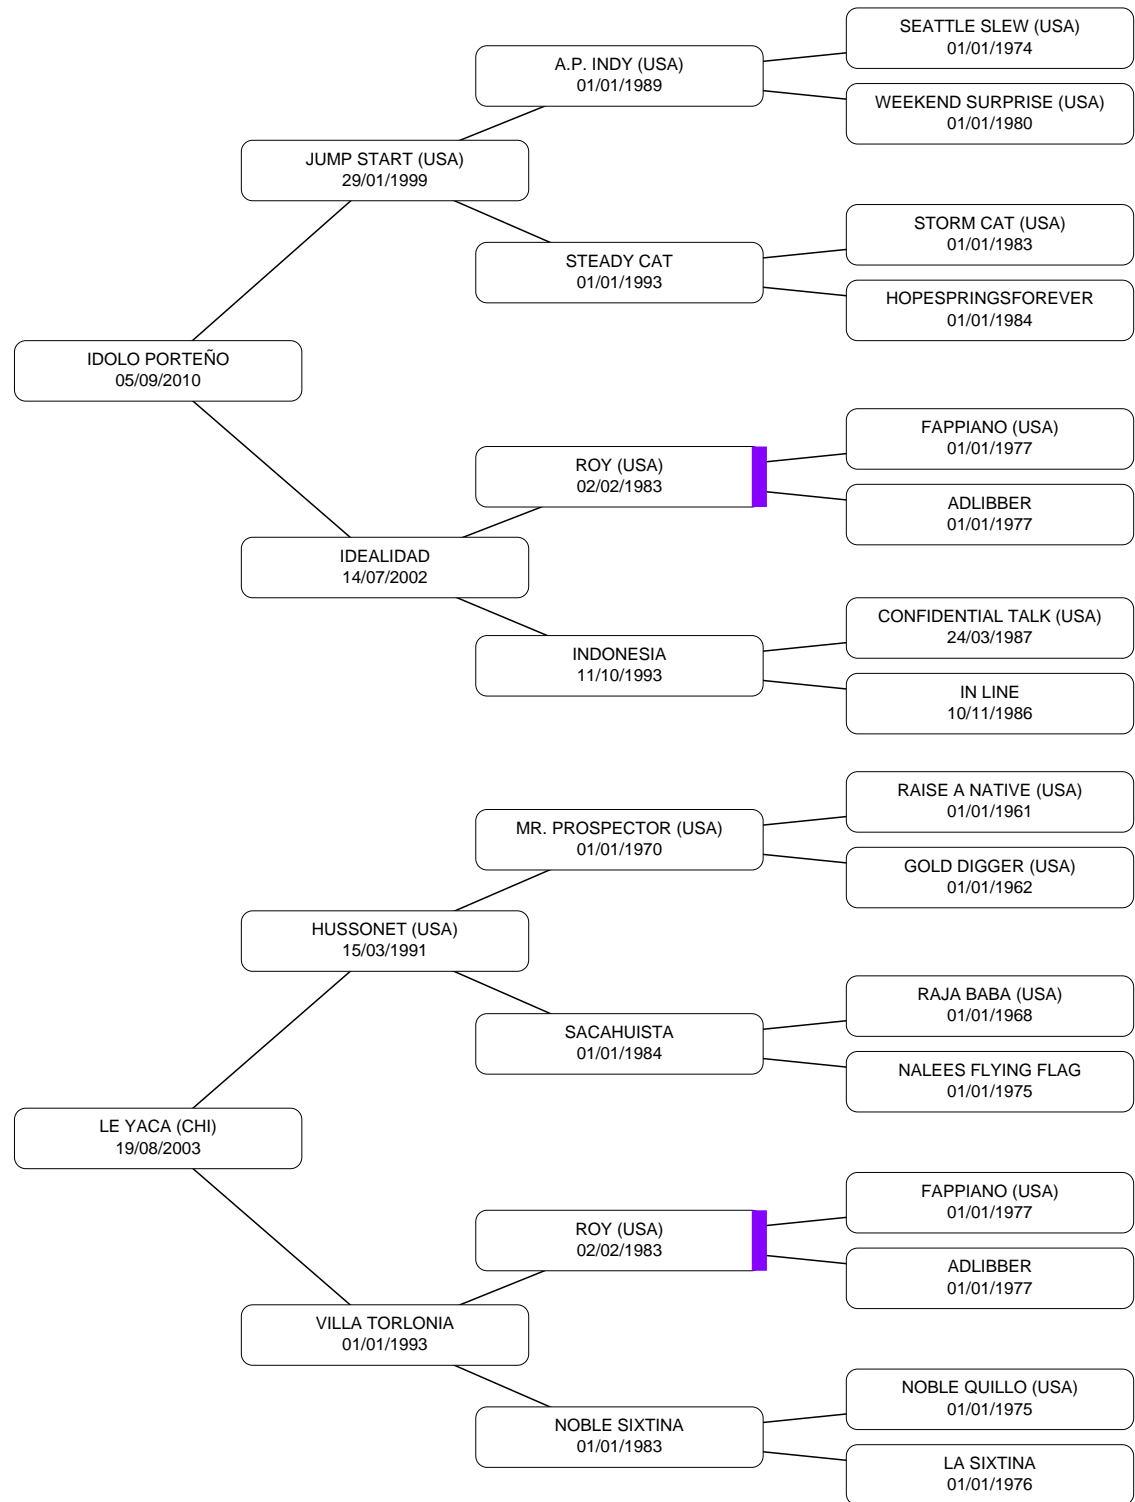 SEATTLE SLEW (USA)
01/01/1974
A.P. INDY (USA)
01/01/1989
WEEKEND SURPRISE (USA)
01/01/1980
JUMP START (USA)
29/01/1999
STORM CAT (USA)
01/01/1983
STEADY CAT
01/01/1993
HOPESPRINGSFOREVER
01/01/1984
IDOLO PORTEÑO
05/09/2010
FAPPIANO (USA)
01/01/1977
ROY (USA)
02/02/1983
ADLIBBER
01/01/1977
IDEALIDAD
14/07/2002
CONFIDENTIAL TALK (USA)
24/03/1987
INDONESIA
11/10/1993
IN LINE
10/11/1986
RAISE A NATIVE (USA)
01/01/1961
MR. PROSPECTOR (USA)
01/01/1970
GOLD DIGGER (USA)
01/01/1962
HUSSONET (USA)
15/03/1991
RAJA BABA (USA)
01/01/1968
SACAHUISTA
01/01/1984
NALEES FLYING FLAG
01/01/1975
LE YACA (CHI)
19/08/2003
FAPPIANO (USA)
01/01/1977
ROY (USA)
02/02/1983
ADLIBBER
01/01/1977
VILLA TORLONIA
01/01/1993
NOBLE QUILLO (USA)
01/01/1975
NOBLE SIXTINA
01/01/1983
LA SIXTINA
01/01/1976